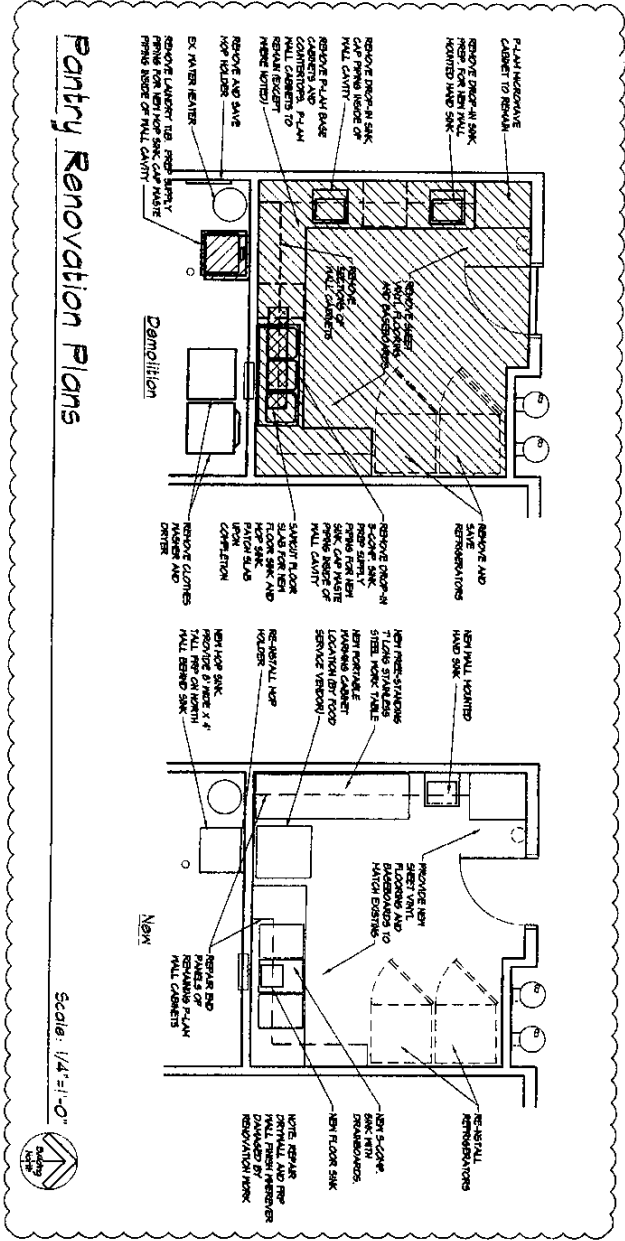 P-LAM MICROWAVE
CABINET TO REMAIN
REMOVE DROP-IN SINK,
PREP. FOR NEW WALL
MOUNTED HAND SINK
REMOVE DROP-IN SINK,
CAP PIPING INSIDE OF
WALL CAVITY
REMOVE P-LAM BASE
CABINETS AND
COUNTERTOPS. P-LAM
WALL CABINETS TO
REMAIN (EXCEPT
WHERE NOTED)
REMOVE AND SAVE
MOP HOLDER
EX. WATER HEATER
REMOVE LAUNDRY TUB. PREP SUPPLY
PIPING FOR NEW MOP SINK, CAP WASTE
PIPING INSIDE OF WALL CAVITY
REMOVE SHEET
VINYL FLOORING
AND BASEBOARDS
REMOVE
SECTIONS OF
WALL CABINETS
Demolition
REMOVE AND
SAVE
REFRIGERATORS
REMOVE DROP-IN
3-COMP. SINK,
PREP SUPPLY
PIPING FOR NEW
SINK, CAP WASTE
PIPING INSIDE OF
WALL CAVITY
SAWCUT FLOOR
SLAB FOR NEW
FLOOR SINK AND
MOP SINK.
PATCH SLAB
UPON
COMPLETION
REMOVE CLOTHES
WASHER AND
DRYER
NEW WALL MOUNTED
HAND SINK
NEW FREE-STANDING
7' LONG STAINLESS
STEEL WORK TABLE
NEW PORTABLE
WARMING CABINET
LOCATION (BY FOOD
SERVICE VENDOR)
RE-INSTALL MOP
HOLDER
NEW MOP SINK.
PROVIDE 8' WIDE X 4'
TALL FRP ON NORTH
WALL BEHIND SINK
PROVIDE NEW
SHEET VINYL
FLOORING AND
BASEBOARDS TO
MATCH EXISTING
REPAIR END
PANELS OF
REMAINING P-LAM
WALL CABINETS
New
RE-INSTALL
REFRIGERATORS
NEW 3-COMP.
SINK WITH
DRAINBOARDS.
NEW FLOOR SINK
NOTE: REPAIR
DRYWALL AND FRP
WALL FINISH WHEREVER
DAMAGED BY
RENOVATION WORK
Pantry Renovation Plans
Scale: 1/4"=1'-0"
Building
North